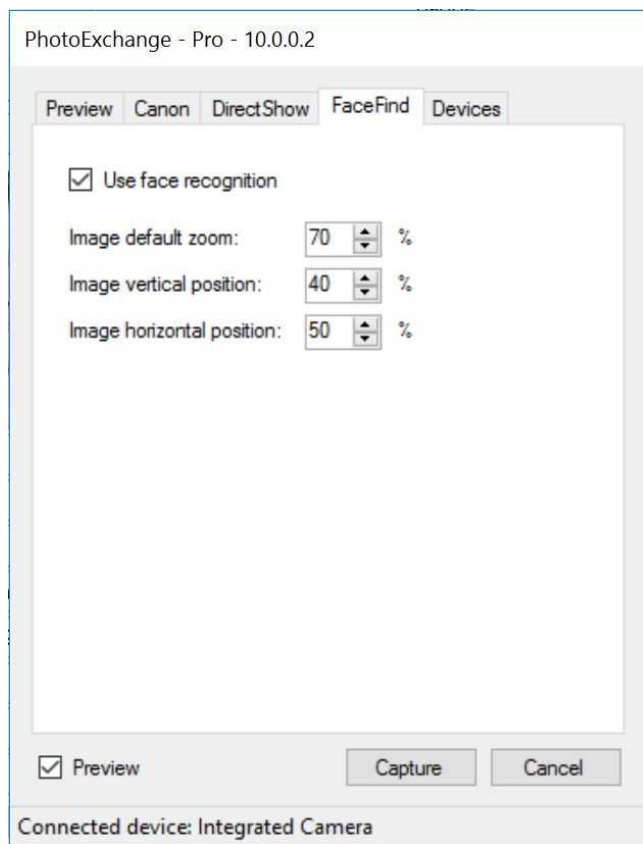 PhotoExchange - Pro - 10.0.0.2
Preview Canon DirectShow FaceFind Devices
Use face recognition
Image default zoom: 70 %
Image vertical position: 40 %
Image horizontal position: 50 %
Preview Capture Cancel
Connected device: Integrated Camera